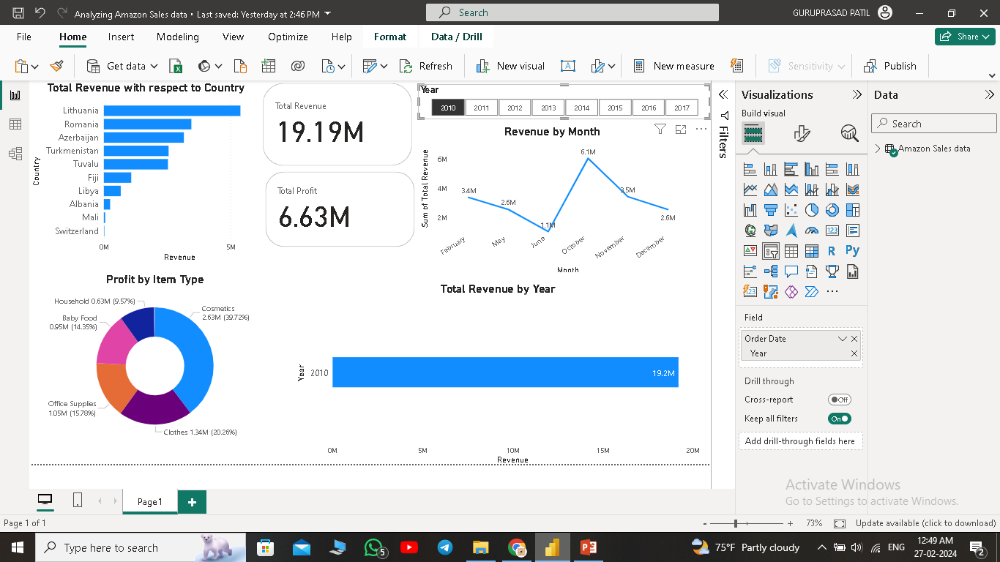 Analyzing Amazon Sales data • Last saved: Yesterday at 2:46 PM
Search
GURUPRASAD PATIL
File
Home
Insert
Modeling
View
Optimize
Help
Format
Data / Drill
Share
Get data
Refresh
New visual
New measure
Sensitivity
Publish
Total Revenue with respect to Country
Country
Lithuania
Romania
Azerbaijan
Turkmenistan
Tuvalu
Fiji
Libya
Albania
Mali
Switzerland
0M
5M
Revenue
Total Revenue
19.19M
Total Profit
6.63M
Year
2010
2011
2012
2013
2014
2015
2016
2017
Revenue by Month
Sum of Total Revenue
6M
4M
2M
3.4M
2.6M
1.1M
6.1M
3.5M
2.6M
February
May
June
October
November
December
Month
Profit by Item Type
Household 0.63M (9.57%)
Cosmetics
2.63M (39.72%)
Baby Food
0.95M (14.35%)
Office Supplies
1.05M (15.78%)
Clothes 1.34M (20.26%)
Total Revenue by Year
Year
2010
19.2M
0M
5M
10M
15M
20M
Revenue
Filters
Visualizations
Build visual
123
R
Py
123
Field
Order Date
Year
Drill through
Cross-report
Off
Keep all filters
On
Add drill-through fields here
Data
Search
Amazon Sales data
Activate Windows
Go to Settings to activate Windows.
Page 1
Page 1 of 1
73%
Update available (click to download)
Type here to search
5
75°F Partly cloudy
ENG
12:49 AM
27-02-2024
2